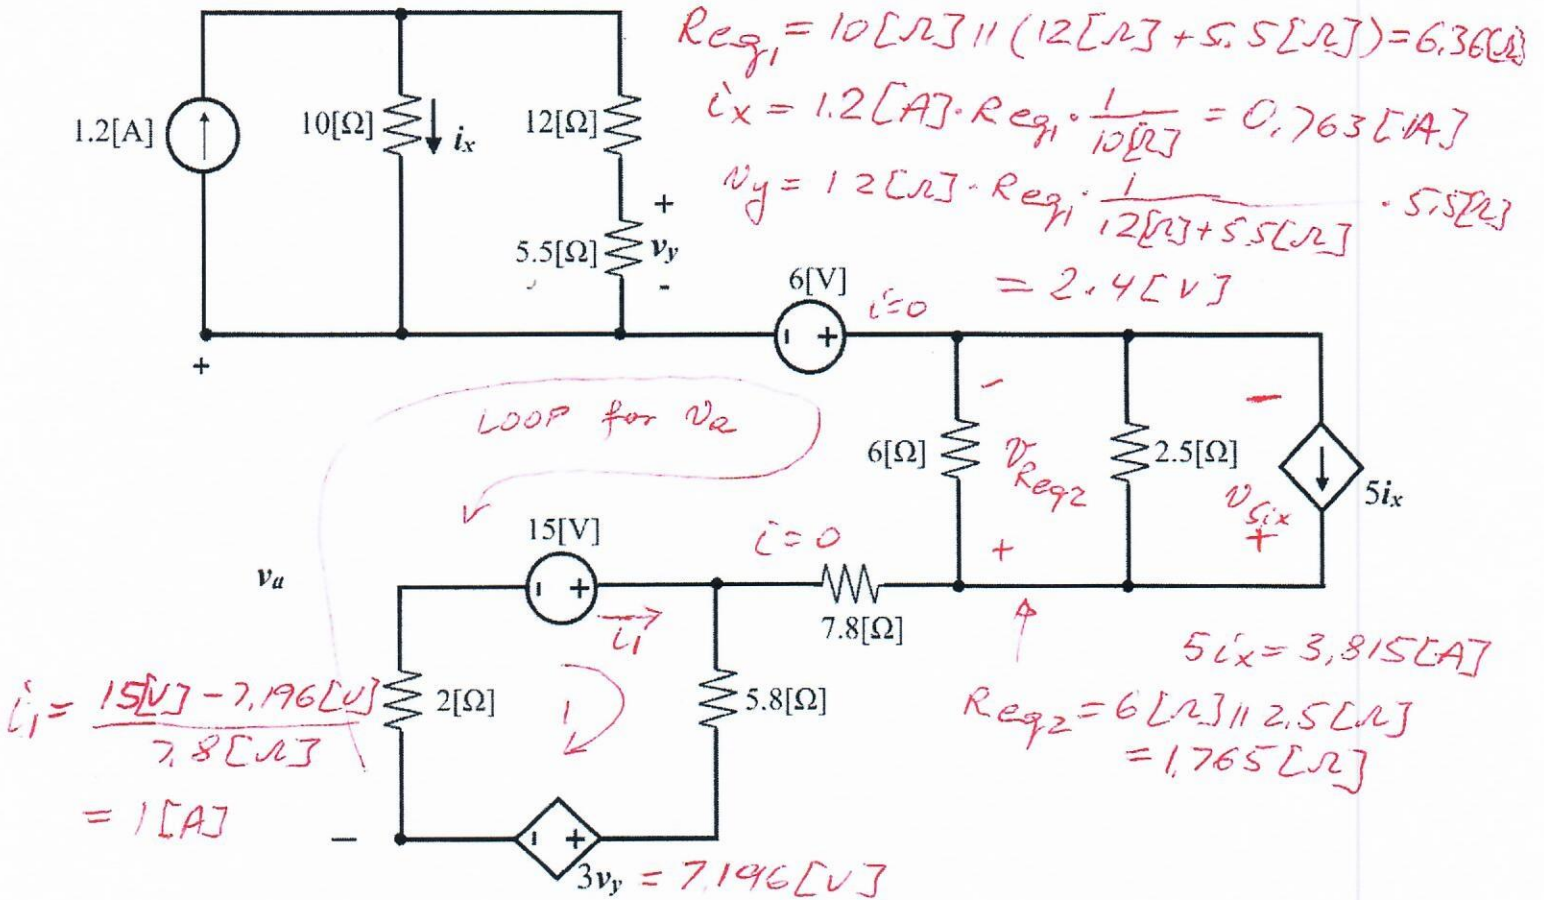 Req₁ = 10[Ω] || (12[Ω] + 5.5[Ω]) = 6.36[Ω]
iₓ = 1.2[A]· Req₁ · 1/10[Ω] = 0.763[A]
1.2[A]
10[Ω]
iₓ
12[Ω]
vy = 12[Ω] · Req₁ · 1/12[Ω]+5.5[Ω] · 5.5[Ω]
= 2.4[V]
+
5.5[Ω]
vy
-
6[V]
i=0
- +
+
LOOP for va
-
-
6[Ω]
vReq2
2.5[Ω]
v5ix
5iₓ
+
+
15[V]
i=0
va
- +
i₁
7.8[Ω]
5iₓ = 3,815[A]
i₁ = 15[V] - 7,196[V] / 7,8[Ω]
= 1[A]
2[Ω]
5.8[Ω]
Req2 = 6[Ω] || 2.5[Ω]
= 1,765[Ω]
-
- +
3vy = 7.196[V]